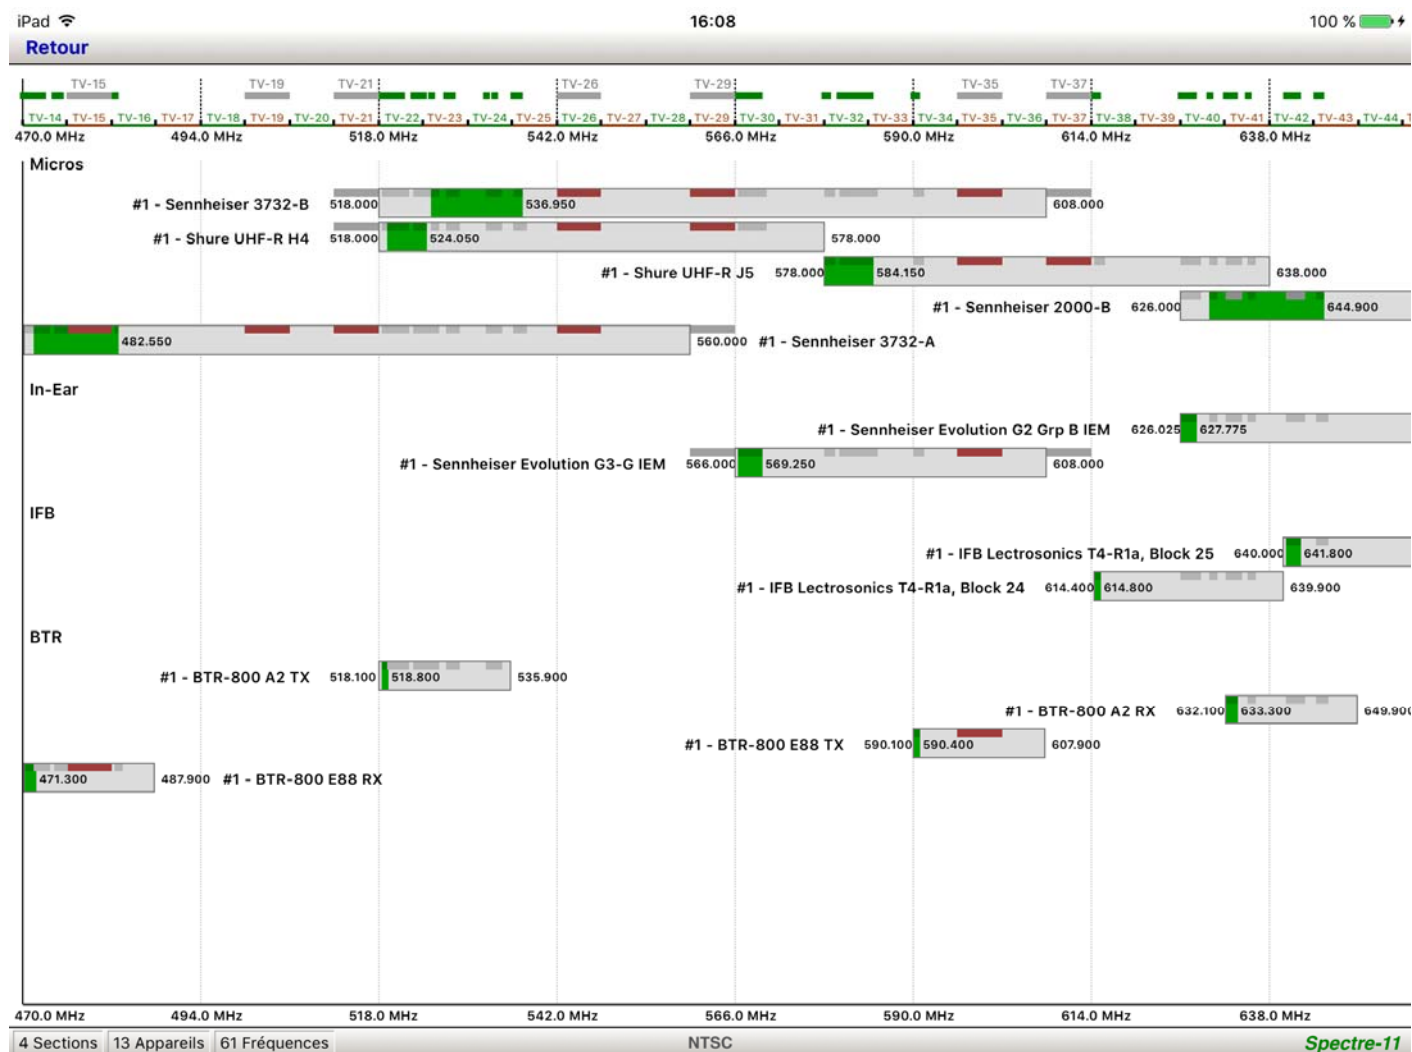 iPad 16:08 100 %
Retour
TV-15 TV-19 TV-21 TV-26 TV-29 TV-35 TV-37
TV-14 TV-15 TV-16 TV-17 TV-18 TV-19 TV-20 TV-21 TV-22 TV-23 TV-24 TV-25 TV-26 TV-27 TV-28 TV-29 TV-30 TV-31 TV-32 TV-33 TV-34 TV-35 TV-36 TV-37 TV-38 TV-39 TV-40 TV-41 TV-42 TV-43 TV-44
470.0 MHz 494.0 MHz 518.0 MHz 542.0 MHz 566.0 MHz 590.0 MHz 614.0 MHz 638.0 MHz
Micros
#1 - Sennheiser 3732-B 518.000 536.950 608.000
#1 - Shure UHF-R H4 518.000 524.050 578.000
#1 - Shure UHF-R J5 578.000 584.150 638.000
#1 - Sennheiser 2000-B 626.000 644.900
482.550 560.000 #1 - Sennheiser 3732-A
In-Ear
#1 - Sennheiser Evolution G2 Grp B IEM 626.025 627.775
#1 - Sennheiser Evolution G3-G IEM 566.000 569.250 608.000
IFB
#1 - IFB Lectrosonics T4-R1a, Block 25 640.000 641.800
#1 - IFB Lectrosonics T4-R1a, Block 24 614.400 614.800 639.900
BTR
#1 - BTR-800 A2 TX 518.100 518.800 535.900
#1 - BTR-800 A2 RX 632.100 633.300 649.900
#1 - BTR-800 E88 TX 590.100 590.400 607.900
471.300 487.900 #1 - BTR-800 E88 RX
470.0 MHz 494.0 MHz 518.0 MHz 542.0 MHz 566.0 MHz 590.0 MHz 614.0 MHz 638.0 MHz
4 Sections 13 Appareils 61 Fréquences NTSC Spectre-11